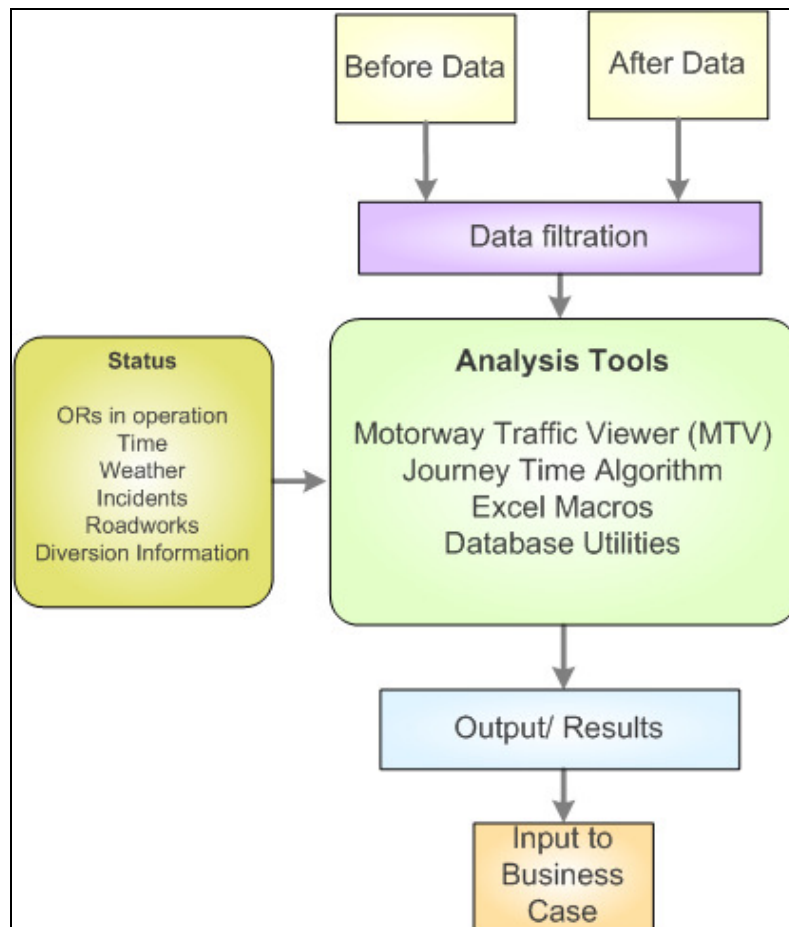 Before Data
After Data
Data filtration
Status
ORs in operation
Time
Weather
Incidents
Roadworks
Diversion Information
Analysis Tools
Motorway Traffic Viewer (MTV)
Journey Time Algorithm
Excel Macros
Database Utilities
Output/ Results
Input to
Business
Case